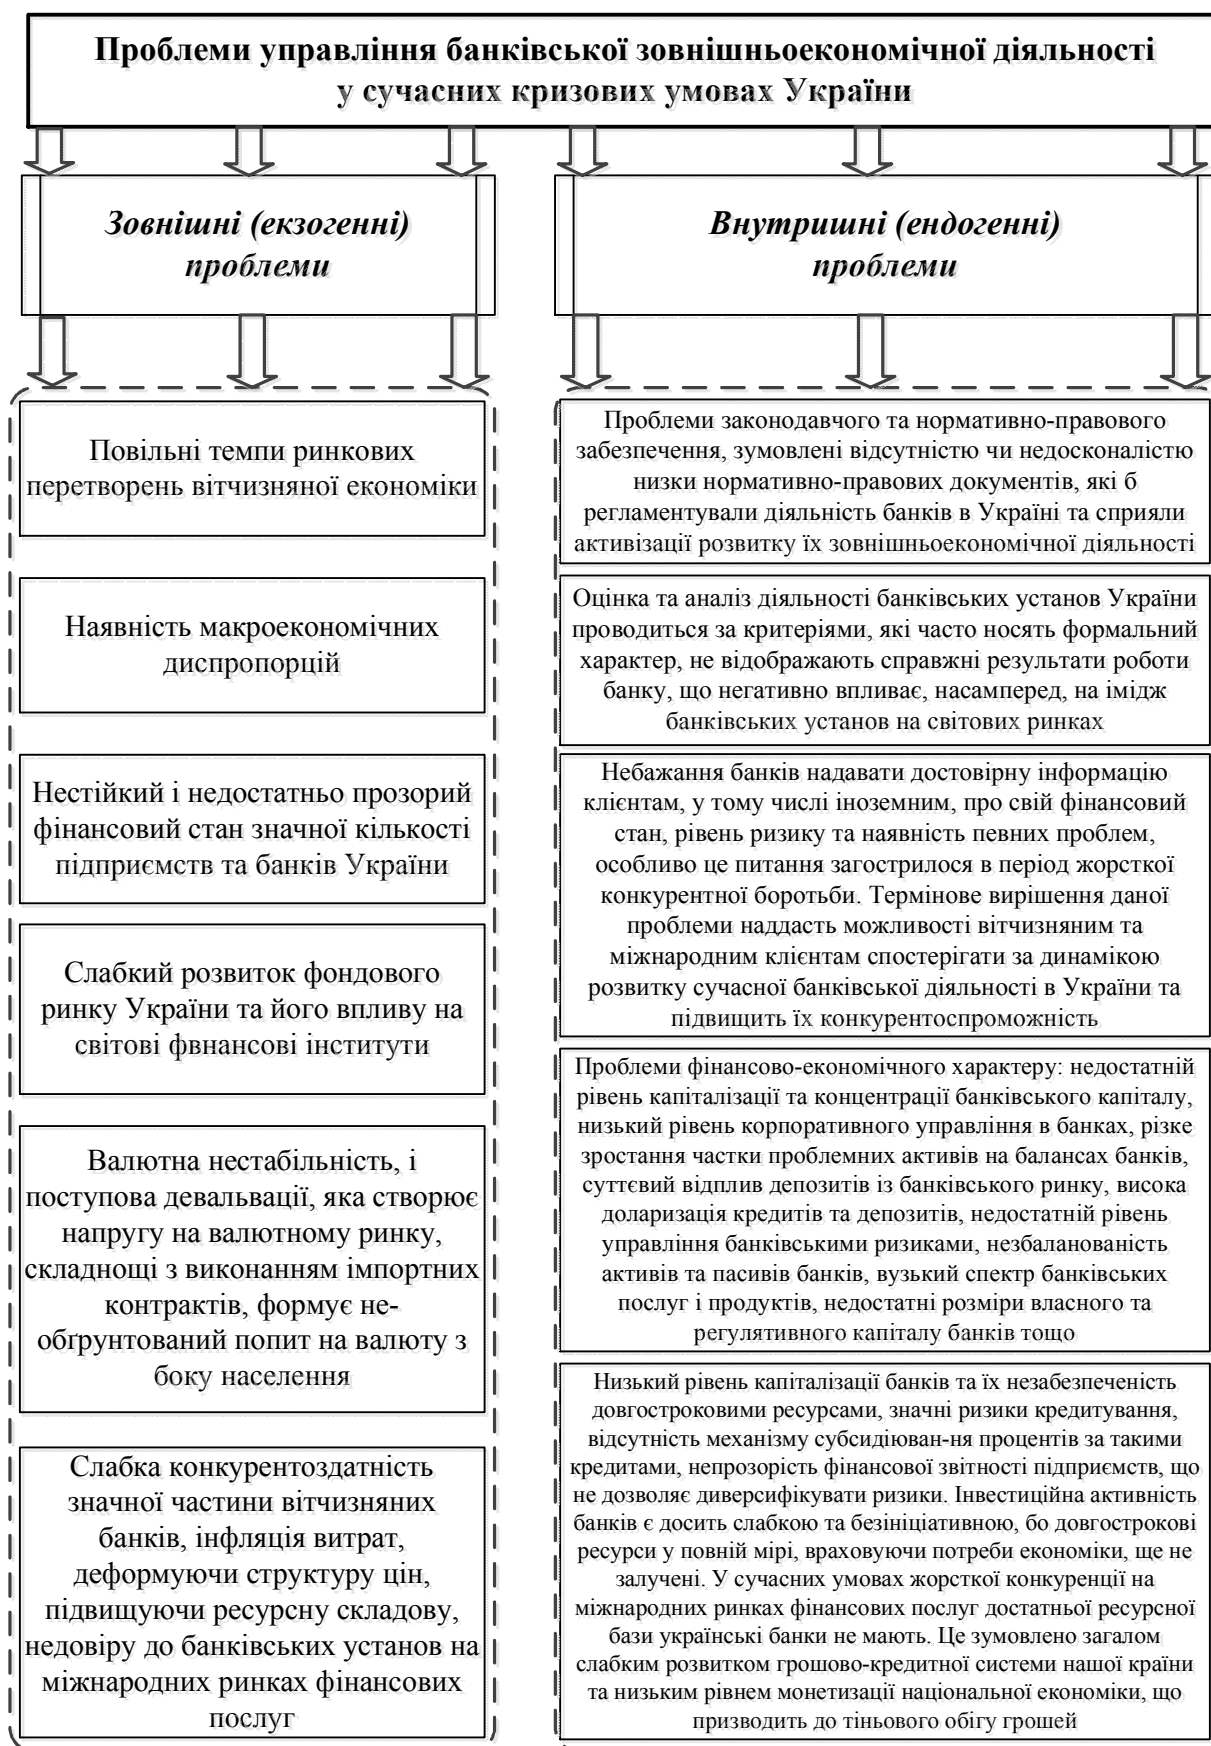 Проблеми управління банківської зовнішньоекономічної діяльності
у сучасних кризових умовах України
Зовнішні (екзогенні)
проблеми
Повільні темпи ринкових
перетворень вітчизняної економіки
Наявність макроекономічних
диспропорцій
Нестійкий і недостатньо прозорий
фінансовий стан значної кількості
підприємств та банків України
Слабкий розвиток фондового
ринку України та його впливу на
світові фвнансові інститути
Валютна нестабільність, і
поступова девальвації, яка створює
напругу на валютному ринку,
складнощі з виконанням імпортних
контрактів, формує не-
обґрунтований попит на валюту з
боку населення
Слабка конкурентоздатність
значної частини вітчизняних
банків, інфляція витрат,
деформуючи структуру цін,
підвищуючи ресурсну складову,
недовіру до банківських установ на
міжнародних ринках фінансових
послуг
Внутришні (ендогенні)
проблеми
Проблеми законодавчого та нормативно-правового
забезпечення, зумовлені відсутністю чи недосконалістю
низки нормативно-правових документів, які б
регламентували діяльність банків в Україні та сприяли
активізації розвитку їх зовнішньоекономічної діяльності
Оцінка та аналіз діяльності банківських установ України
проводиться за критеріями, які часто носять формальний
характер, не відображають справжні результати роботи
банку, що негативно впливає, насамперед, на імідж
банківських установ на світових ринках
Небажання банків надавати достовірну інформацію
клієнтам, у тому числі іноземним, про свій фінансовий
стан, рівень ризику та наявність певних проблем,
особливо це питання загострилося в період жорсткої
конкурентної боротьби. Термінове вирішення даної
проблеми наддасть можливості вітчизняним та
міжнародним клієнтам спостерігати за динамікою
розвитку сучасної банківської діяльності в Україні та
підвищить їх конкурентоспроможність
Проблеми фінансово-економічного характеру: недостатній
рівень капіталізації та концентрації банківського капіталу,
низький рівень корпоративного управління в банках, різке
зростання частки проблемних активів на балансах банків,
суттєвий відплив депозитів із банківського ринку, висока
доларизація кредитів та депозитів, недостатній рівень
управління банківськими ризиками, незбаланованість
активів та пасивів банків, вузький спектр банківських
послуг і продуктів, недостатні розміри власного та
регулятивного капіталу банків тощо
Низький рівень капіталізації банків та їх незабезпеченість
довгостроковими ресурсами, значні ризики кредитування,
відсутність механізму субсидіюван-ня процентів за такими
кредитами, непрозорість фінансової звітності підприємств, що
не дозволяє диверсифікувати ризики. Інвестиційна активність
банків є досить слабкою та безініціативною, бо довгострокові
ресурси у повній мірі, враховуючи потреби економіки, ще не
залучені. У сучасних умовах жорсткої конкуренції на
міжнародних ринках фінансових послуг достатньої ресурсної
бази українські банки не мають. Це зумовлено загалом
слабким розвитком грошово-кредитної системи нашої країни
та низьким рівнем монетизації національної економіки, що
призводить до тіньового обігу грошей